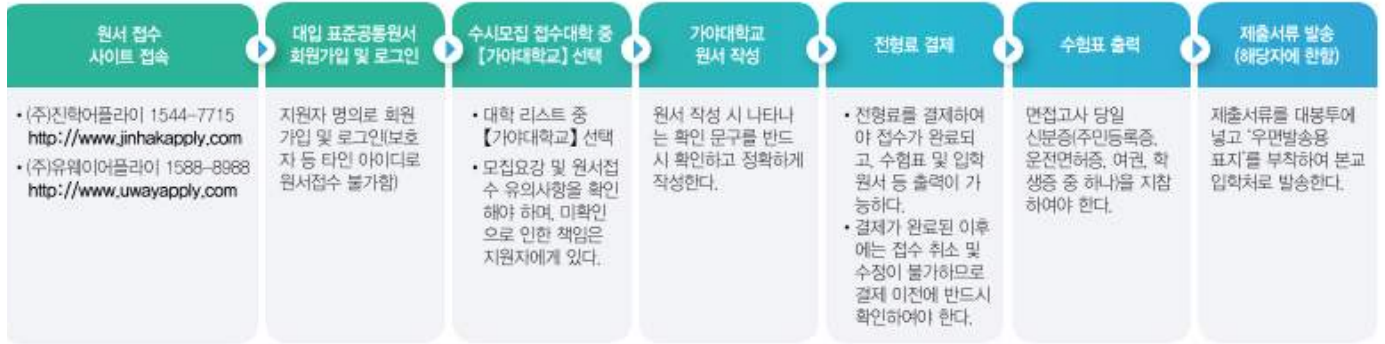 원서 접수
사이트 접속
• (주)진학어플라이 1544-7715
http://www.jinhakapply.com
• (주)유웨이어플라이 1588-8988
http://www.uwayapply.com
대입 표준공통원서
회원가입 및 로그인
지원자 명의로 회원
가입 및 로그인(보호
자 등 타인 아이디로
원서접수 불가함)
수시모집 접수대학 중
【가야대학교】 선택
• 대학 리스트 중
【가야대학교】 선택
• 모집요강 및 원서접
수 유의사항을 확인
해야 하며, 미확인
으로 인한 책임은
지원자에게 있다.
가야대학교
원서 작성
원서 작성 시 나타나
는 확인 문구를 반드
시 확인하고 정확하게
작성한다.
전형료 결제
• 전형료를 결제하여
야 접수가 완료되
고, 수험표 및 입학
원서 등 출력이 가
능하다.
• 결제가 완료된 이후
에는 접수 취소 및
수정이 불가하므로
결제 이전에 반드시
확인하여야 한다.
수험표 출력
면접고사 당일
신분증(주민등록증,
운전면허증, 여권, 학
생증 중 하나)을 지참
하여야 한다.
제출서류 발송
(해당자에 한함)
제출서류를 대봉투에
넣고 '우편발송용
표지'를 부착하여 본교
입학처로 발송한다.